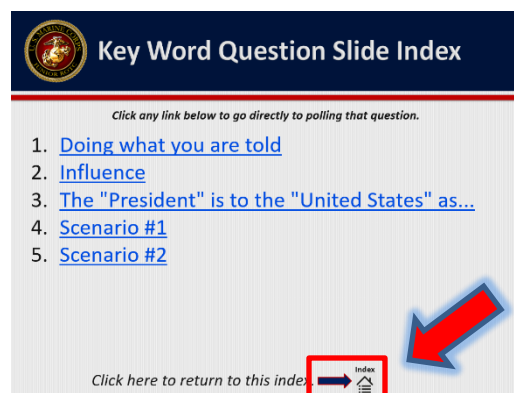 Key Word Question Slide Index
Click any link below to go directly to polling that question.
1. Doing what you are told
2. Influence
3. The "President" is to the "United States" as...
4. Scenario #1
5. Scenario #2
Index
Click here to return to this index.